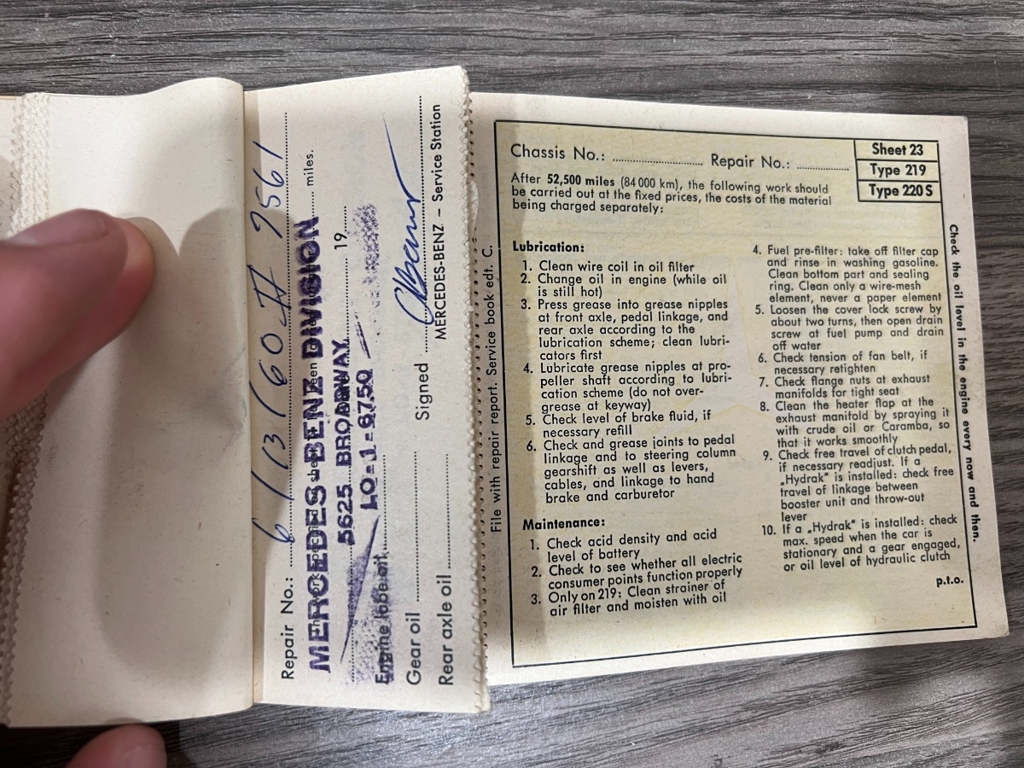 Repair No.: 6/13/60 # 9561
MERCEDES-BENZ DIVISION
miles.
5625 BROADWAY 19
LO-1-6750
Engine lube oil
Gear oil Signed
Rear axle oil MERCEDES-BENZ – Service Station
File with repair report. Service book edt. C.
Chassis No.: Repair No.:
Sheet 23
Type 219
Type 220 S
After 52,500 miles (84 000 km), the following work should
be carried out at the fixed prices, the costs of the material
being charged separately:
Lubrication:
1. Clean wire coil in oil filter
2. Change oil in engine (while oil
is still hot)
3. Press grease into grease nipples
at front axle, pedal linkage, and
rear axle according to the
lubrication scheme; clean lubri-
cators first
4. Lubricate grease nipples at pro-
peller shaft according to lubri-
cation scheme (do not over-
grease at keyway)
5. Check level of brake fluid, if
necessary refill
6. Check and grease joints to pedal
linkage and to steering column
gearshift as well as levers,
cables, and linkage to hand
brake and carburetor
Maintenance:
1. Check acid density and acid
level of battery
2. Check to see whether all electric
consumer points function properly
3. Only on 219: Clean strainer of
air filter and moisten with oil
4. Fuel pre-filter: take off filter cap
and rinse in washing gasoline.
Clean bottom part and sealing
ring. Clean only a wire-mesh
element, never a paper element
5. Loosen the cover lock screw by
about two turns, then open drain
screw at fuel pump and drain
off water
6. Check tension of fan belt, if
necessary retighten
7. Check flange nuts at exhaust
manifolds for tight seat
8. Clean the heater flap at the
exhaust manifold by spraying it
with crude oil or Caramba, so
that it works smoothly
9. Check free travel of clutch pedal,
if necessary readjust. If a
„Hydrak" is installed: check free
travel of linkage between
booster unit and throw-out
lever
10. If a „Hydrak" is installed: check
max. speed when the car is
stationary and a gear engaged,
or oil level of hydraulic clutch
p.t.o.
Check the oil level in the engine every now and then.